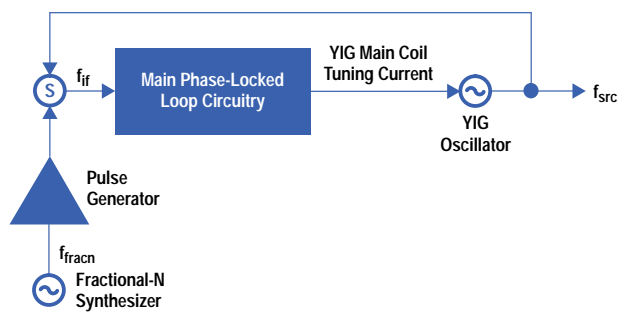 YIG Main Coil
Tuning Current
f_if
Main Phase-Locked
Loop Circuitry
S
f_src
YIG
Oscillator
Pulse
Generator
f_fracn
Fractional-N
Synthesizer